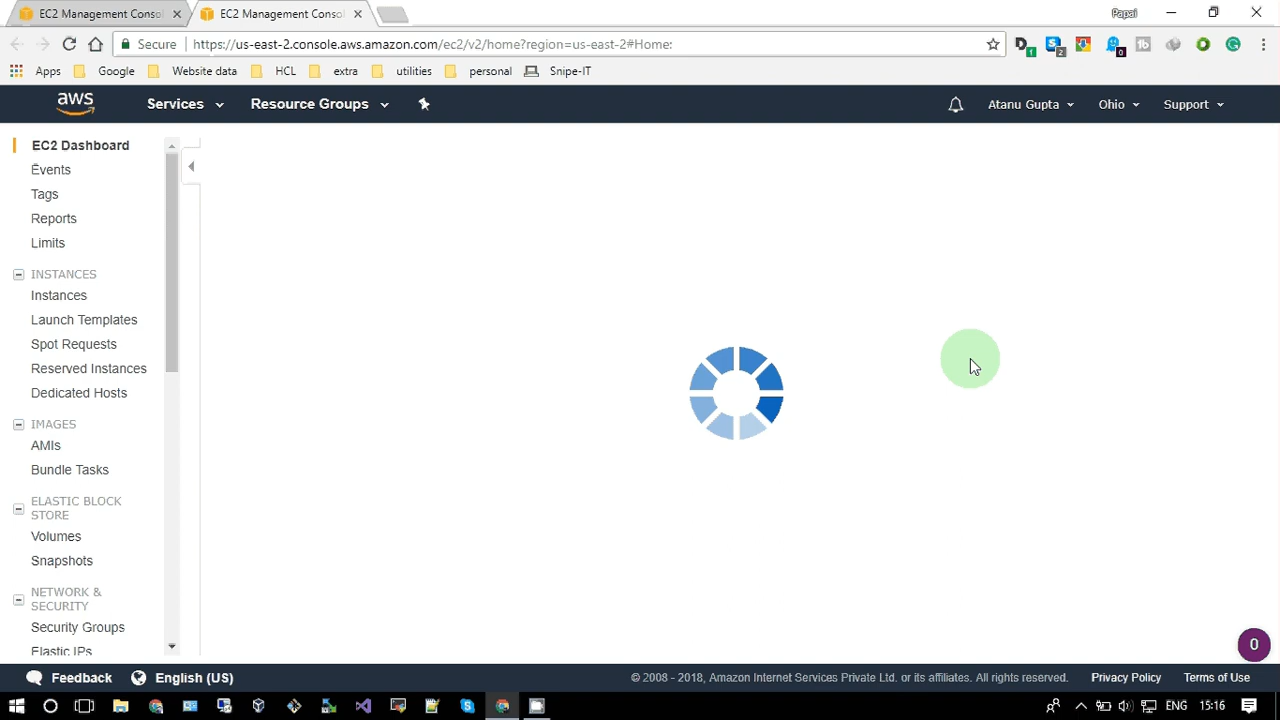 EC2 Management Consol
EC2 Management Consol
Papai
Secure
https://us-east-2.console.aws.amazon.com/ec2/v2/home?region=us-east-2#Home:
1
2
0
Apps
Google
Website data
HCL
extra
utilities
personal
Snipe-IT
aws
Services
Resource Groups
Atanu Gupta
Ohio
Support
EC2 Dashboard
Events
Tags
Reports
Limits
INSTANCES
Instances
Launch Templates
Spot Requests
Reserved Instances
Dedicated Hosts
IMAGES
AMIs
Bundle Tasks
ELASTIC BLOCK
STORE
Volumes
Snapshots
NETWORK &
SECURITY
Security Groups
Elastic IPs
0
Feedback
English (US)
© 2008 - 2018, Amazon Internet Services Private Ltd. or its affiliates. All rights reserved.
Privacy Policy
Terms of Use
ENG
15:16